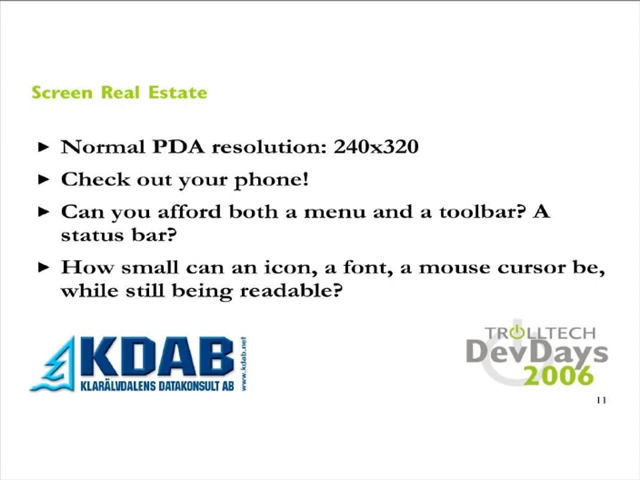 Screen Real Estate
► Normal PDA resolution: 240x320
► Check out your phone!
► Can you afford both a menu and a toolbar? A
status bar?
► How small can an icon, a font, a mouse cursor be,
while still being readable?
KDAB
KLARÄLVDALENS DATAKONSULT AB
www.kdab.net
TROLLTECH
DevDays
2006
11